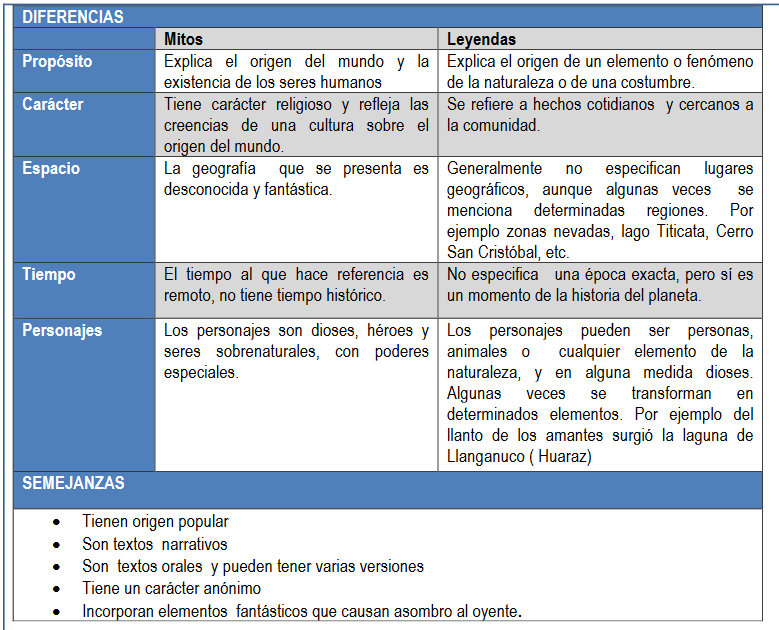 DIFERENCIAS
Mitos
Leyendas
Propósito
Explica el origen del mundo y la
existencia de los seres humanos
Explica el origen de un elemento o fenómeno
de la naturaleza o de una costumbre.
Carácter
Tiene carácter religioso y refleja las
creencias de una cultura sobre el
origen del mundo.
Se refiere a hechos cotidianos y cercanos a
la comunidad.
Espacio
La geografía que se presenta es
desconocida y fantástica.
Generalmente no especifican lugares
geográficos, aunque algunas veces se
menciona determinadas regiones. Por
ejemplo zonas nevadas, lago Titicata, Cerro
San Cristóbal, etc.
Tiempo
El tiempo al que hace referencia es
remoto, no tiene tiempo histórico.
No especifica una época exacta, pero sí es
un momento de la historia del planeta.
Personajes
Los personajes son dioses, héroes y
seres sobrenaturales, con poderes
especiales.
Los personajes pueden ser personas,
animales o cualquier elemento de la
naturaleza, y en alguna medida dioses.
Algunas veces se transforman en
determinados elementos. Por ejemplo del
llanto de los amantes surgió la laguna de
Llanganuco ( Huaraz)
SEMEJANZAS
• Tienen origen popular
• Son textos narrativos
• Son textos orales y pueden tener varias versiones
• Tiene un carácter anónimo
• Incorporan elementos fantásticos que causan asombro al oyente.